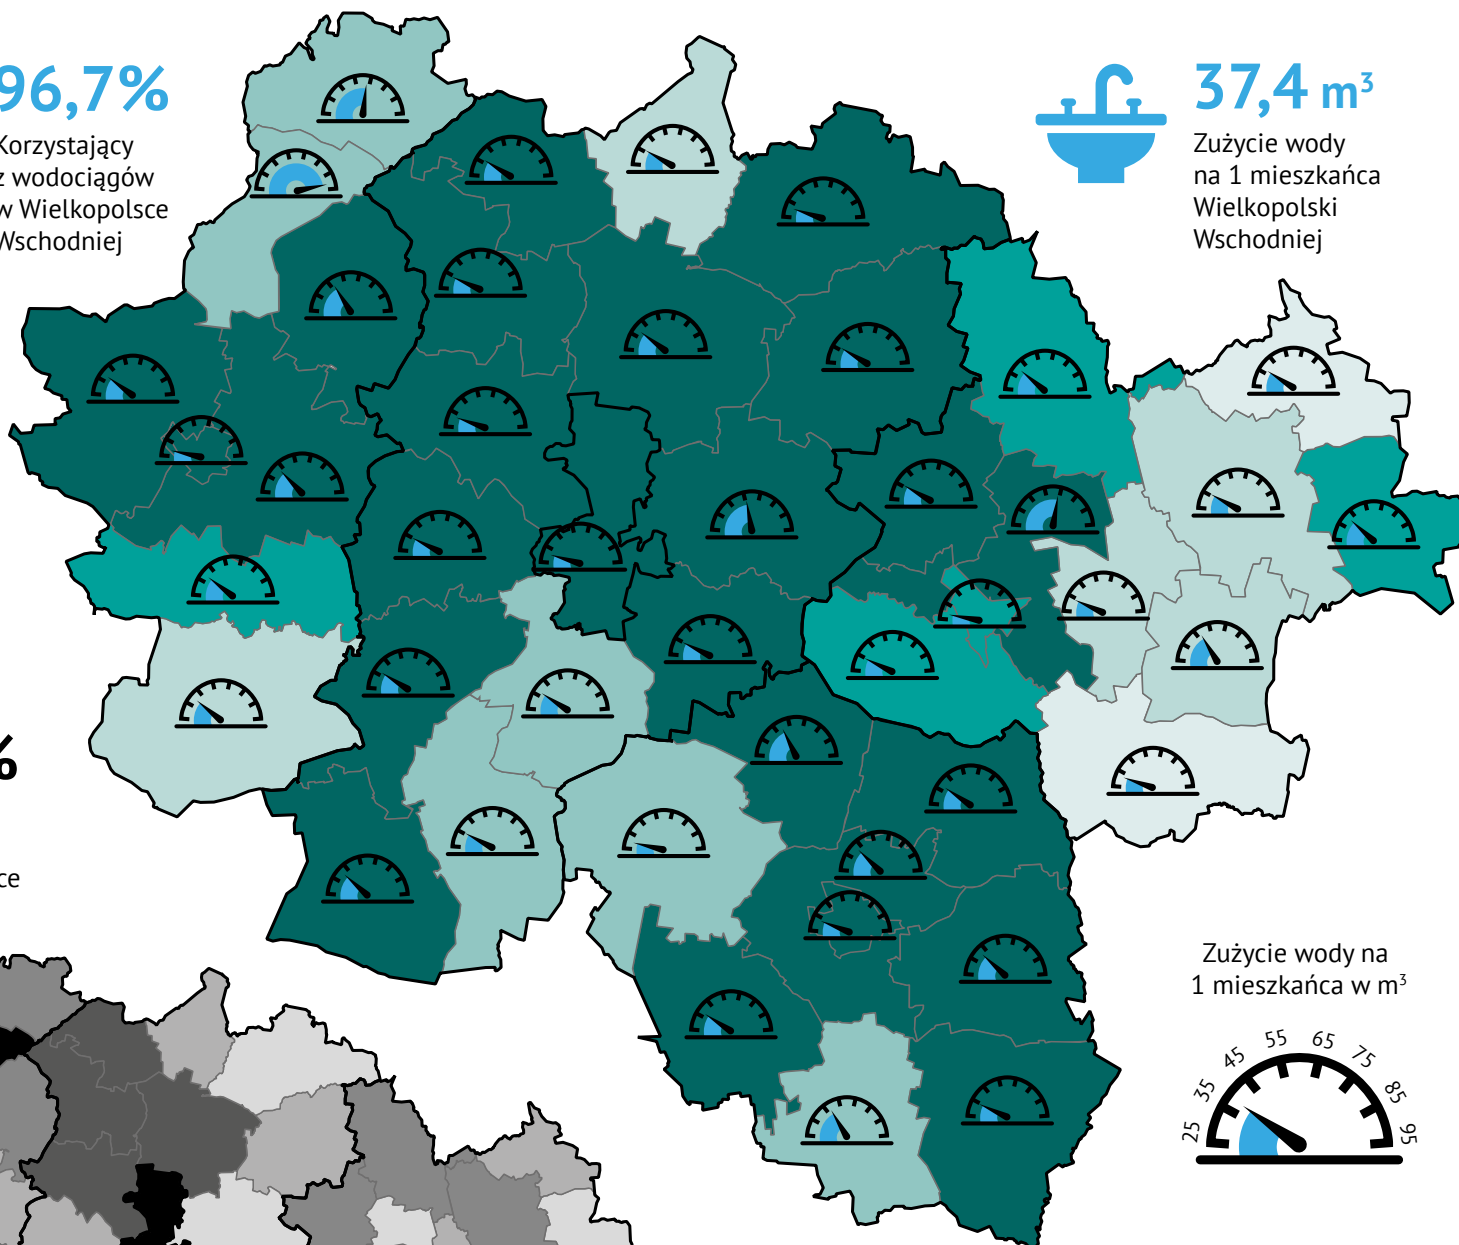 96,7%
Korzystający
z wodociągów
w Wielkopolsce
Wschodniej
37,4 m³
Zużycie wody
na 1 mieszkańca
Wielkopolski
Wschodniej
%
ce
Zużycie wody na
1 mieszkańca w m³
25 35 45 55 65 75 85 95